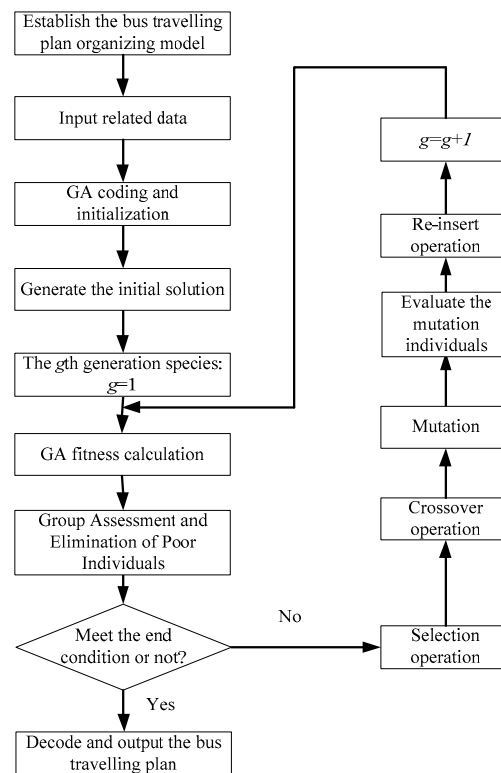 Establish the bus travelling
plan organizing model
Input related data
GA coding and
initialization
Generate the initial solution
The gth generation species:
g=1
GA fitness calculation
Group Assessment and
Elimination of Poor
Individuals
Meet the end
condition or not?
No
Yes
Decode and output the bus
travelling plan
Selection
operation
Crossover
operation
Mutation
Evaluate the
mutation
individuals
Re-insert
operation
g=g+1